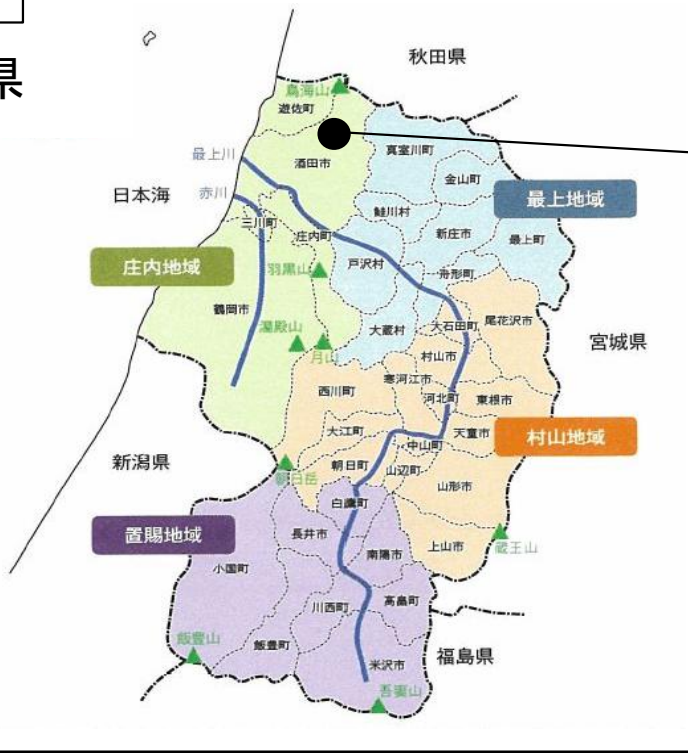 県
秋田県
鳥海山
遊佐町
最上川
酒田市
真室川町
金山町
日本海
赤川
最上地域
三川町
鮭川村
庄内町
新庄市
最上町
庄内地域
羽黒山
戸沢村
舟形町
鶴岡市
湯殿山
月山
大蔵村
大石田町
尾花沢市
宮城県
村山市
寒河江市
西川町
河北町
東根市
大江町
中山町
天童市
村山地域
新潟県
朝日岳
朝日町
山辺町
山形市
白鷹町
置賜地域
長井市
南陽市
上山市
蔵王山
小国町
川西町
高畠町
飯豊山
飯豊町
米沢市
福島県
吾妻山